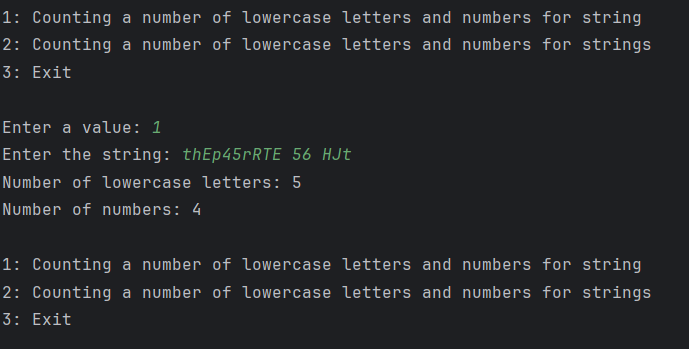 1: Counting a number of lowercase letters and numbers for string
2: Counting a number of lowercase letters and numbers for strings
3: Exit
Enter a value: 1
Enter the string: thEp45rRTE 56 HJt
Number of lowercase letters: 5
Number of numbers: 4
1: Counting a number of lowercase letters and numbers for string
2: Counting a number of lowercase letters and numbers for strings
3: Exit